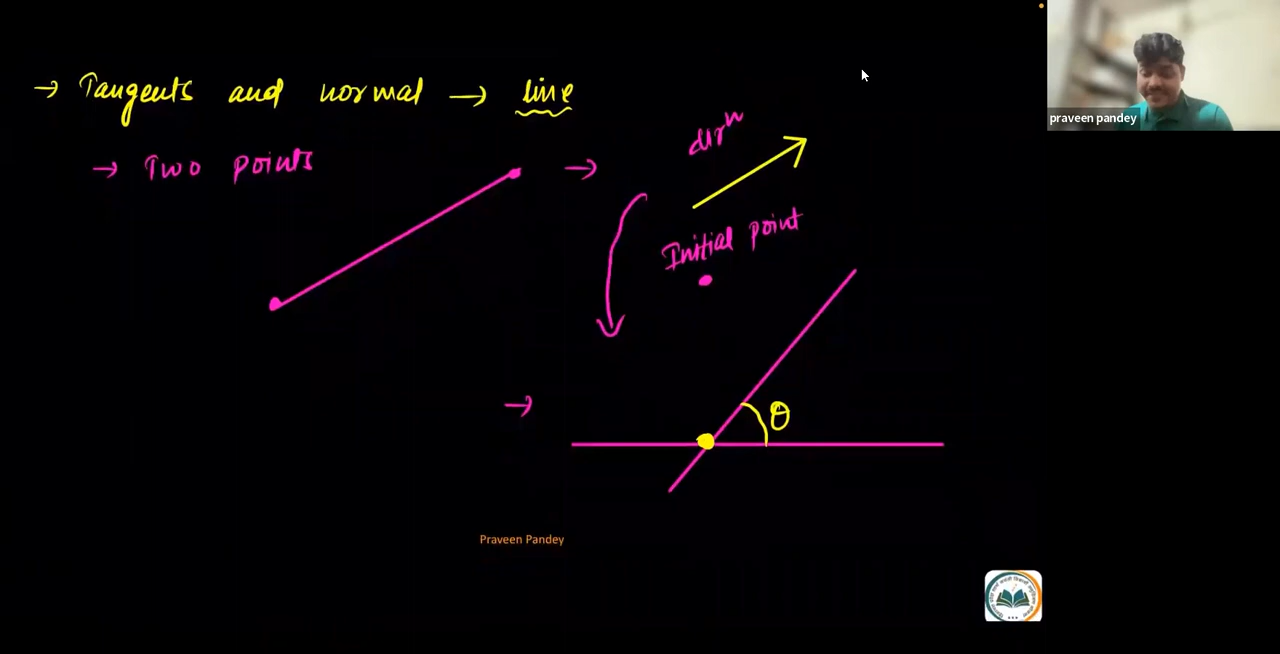 → Tangents and normal → line
→ Two points →
dirⁿ
Initial point
→
θ
Praveen Pandey
praveen pandey